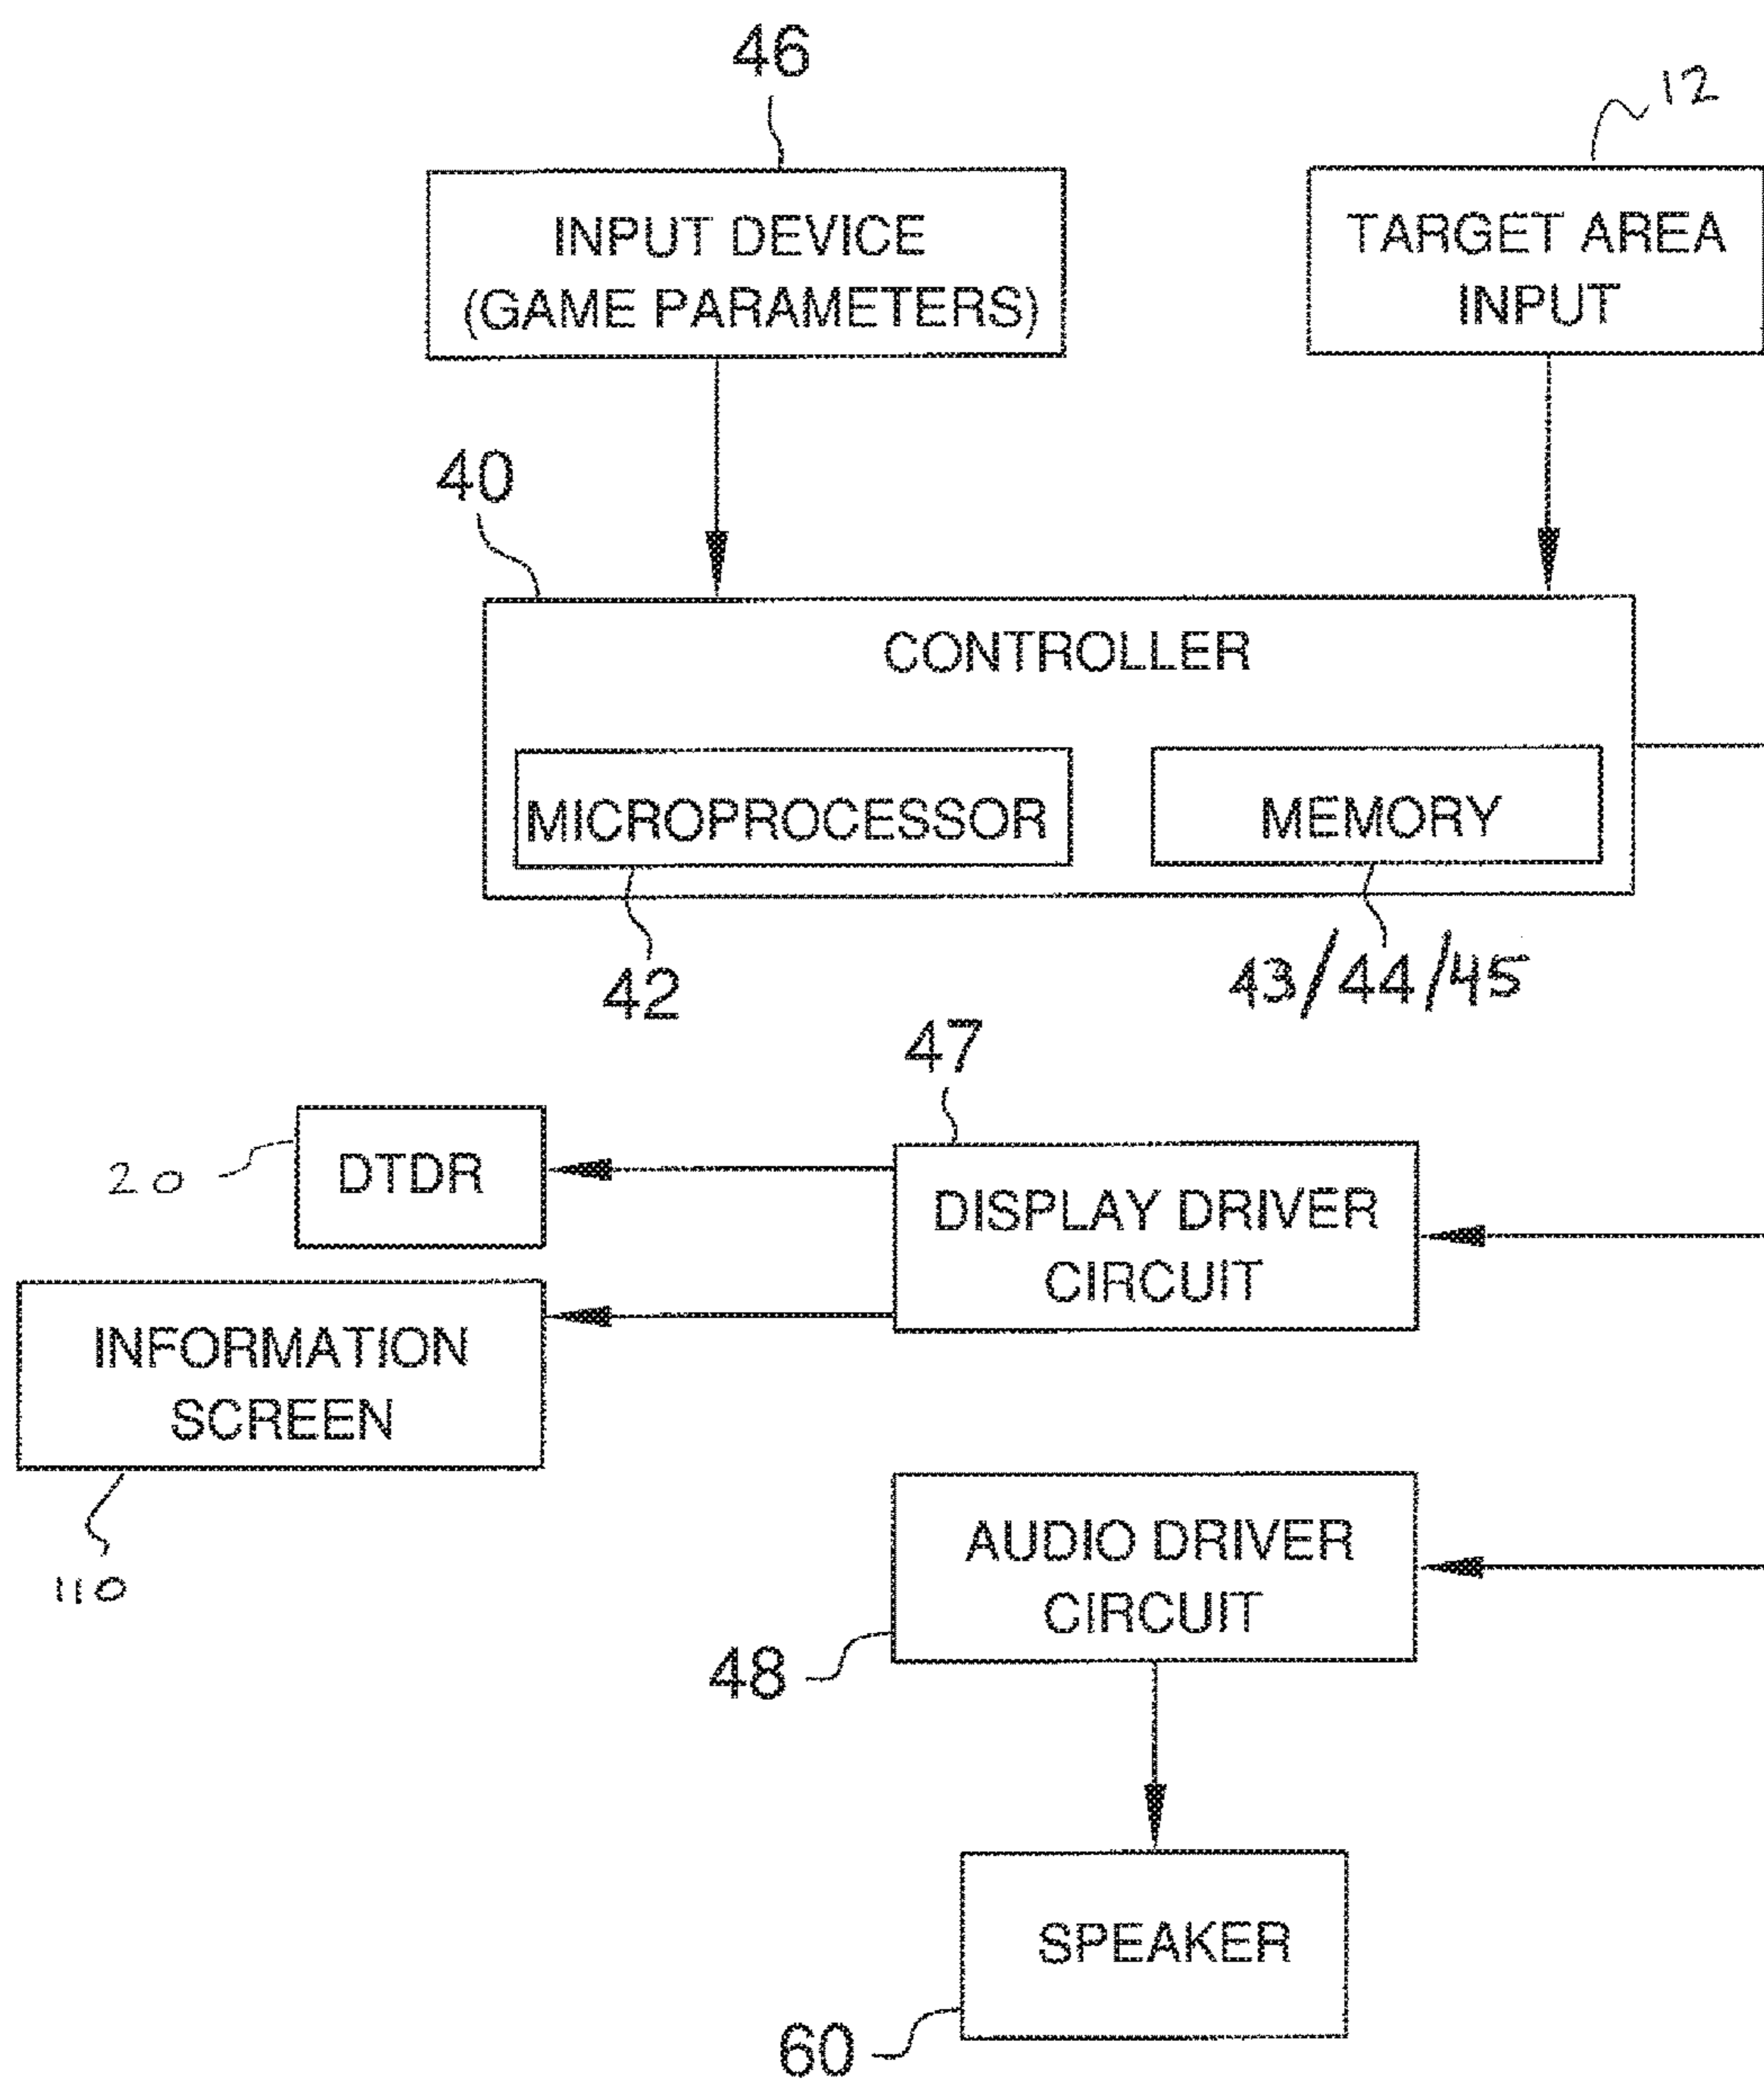 46
12
INPUT DEVICE
(GAME PARAMETERS)
TARGET AREA
INPUT
40
CONTROLLER
MICROPROCESSOR
MEMORY
42
43/44/45
47
20
DTDR
DISPLAY DRIVER
CIRCUIT
INFORMATION
SCREEN
110
AUDIO DRIVER
CIRCUIT
48
SPEAKER
60